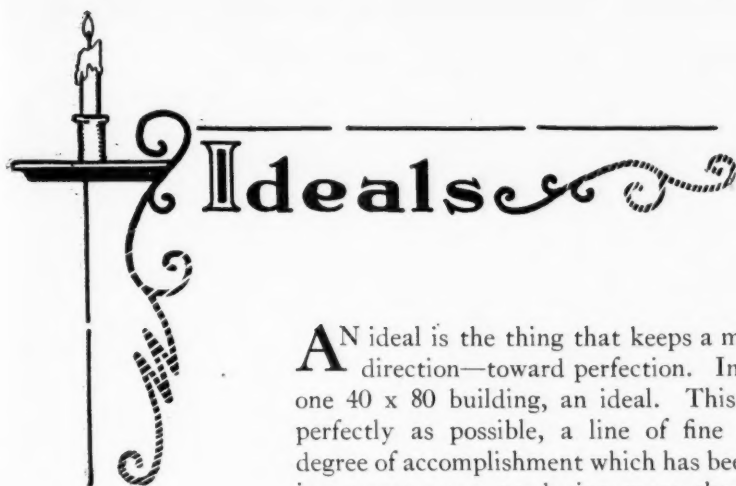 Ideals
AN ideal is the thing that keeps a
direction—toward perfection. In
one 40 x 80 building, an ideal. This
perfectly as possible, a line of fine
degree of accomplishment which has bee